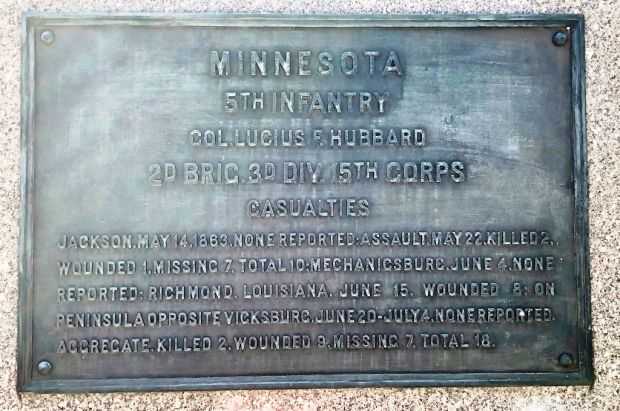 MINNESOTA
5TH INFANTRY
COL. LUCIUS F. HUBBARD
2D BRIG. 3D DIV. 15TH CORPS
CASUALTIES
JACKSON, MAY 14, 1863, NONE REPORTED; ASSAULT, MAY 22, KILLED 2,
WOUNDED 1, MISSING 7, TOTAL 10; MECHANICSBURG, JUNE 4, NONE
REPORTED; RICHMOND, LOUISIANA, JUNE 15, WOUNDED 8; ON
PENINSULA OPPOSITE VICKSBURG, JUNE 20-JULY 4, NONE REPORTED.
AGGREGATE, KILLED 2, WOUNDED 9, MISSING 7, TOTAL 18.